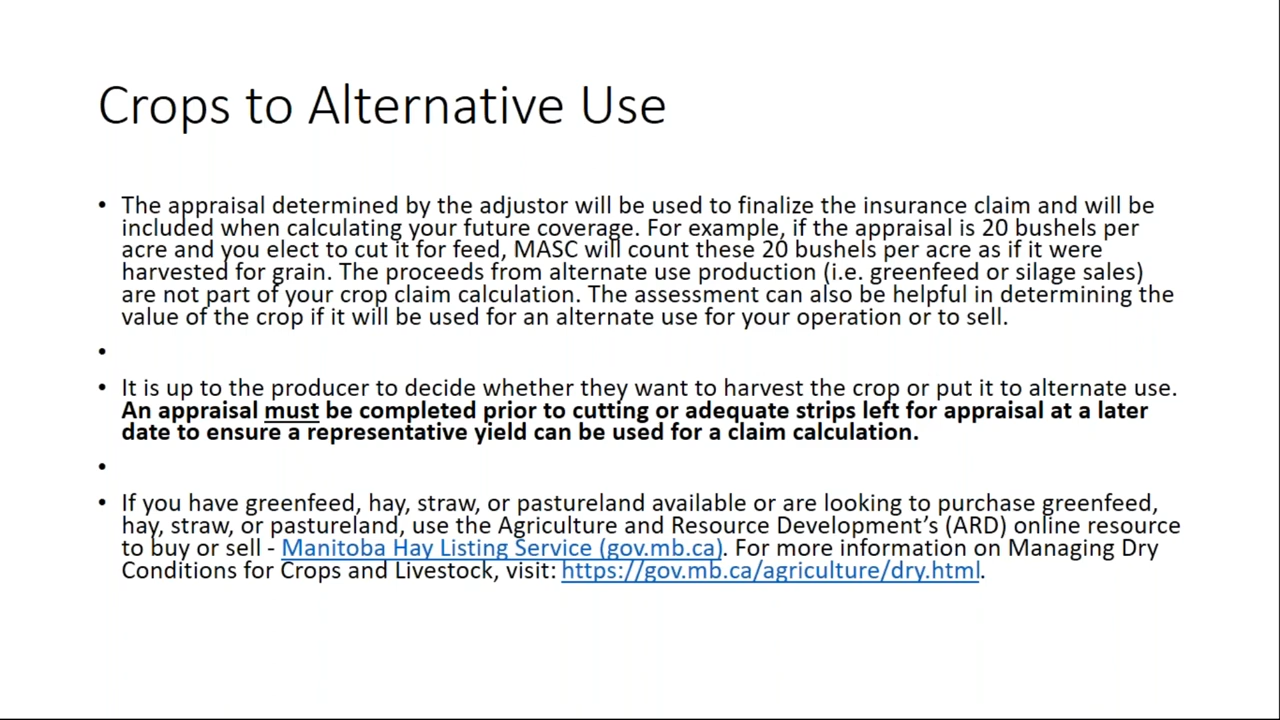 Crops to Alternative Use
• The appraisal determined by the adjustor will be used to finalize the insurance claim and will be
included when calculating your future coverage. For example, if the appraisal is 20 bushels per
acre and you elect to cut it for feed, MASC will count these 20 bushels per acre as if it were
harvested for grain. The proceeds from alternate use production (i.e. greenfeed or silage sales)
are not part of your crop claim calculation. The assessment can also be helpful in determining the
value of the crop if it will be used for an alternate use for your operation or to sell.
•
• It is up to the producer to decide whether they want to harvest the crop or put it to alternate use.
An appraisal must be completed prior to cutting or adequate strips left for appraisal at a later
date to ensure a representative yield can be used for a claim calculation.
•
• If you have greenfeed, hay, straw, or pastureland available or are looking to purchase greenfeed,
hay, straw, or pastureland, use the Agriculture and Resource Development’s (ARD) online resource
to buy or sell - Manitoba Hay Listing Service (gov.mb.ca). For more information on Managing Dry
Conditions for Crops and Livestock, visit: https://gov.mb.ca/agriculture/dry.html.